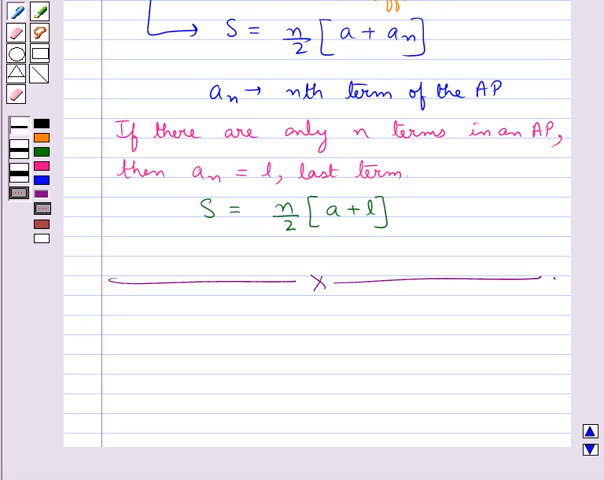 S = n/2 [a + aₙ]
aₙ → nth term of the AP
If there are only n terms in an AP,
then aₙ = l, last term.
S = n/2 [a + l]
X